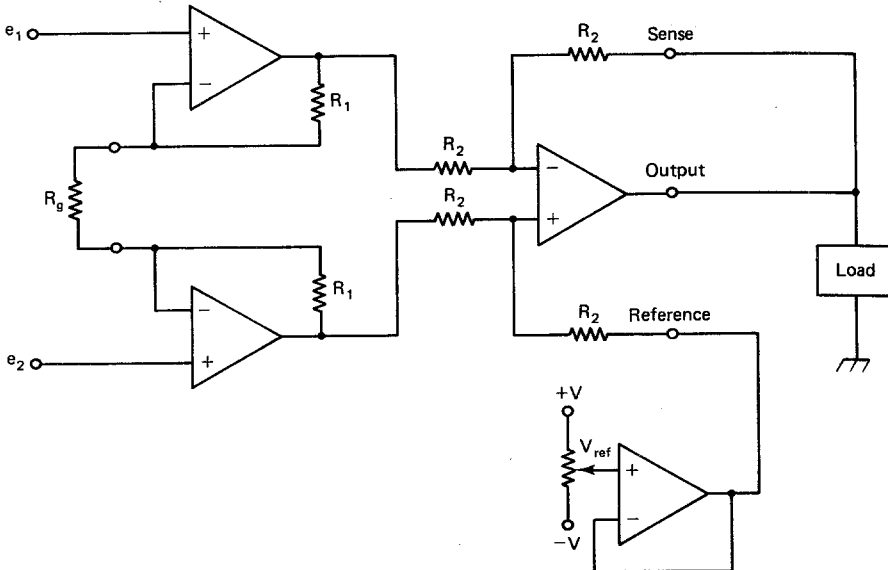 e1
+
−
R1
Rg
R1
−
+
e2
R2
R2
R2
Sense
−
+
Output
Load
R2
Reference
+V
Vref
−V
+
−